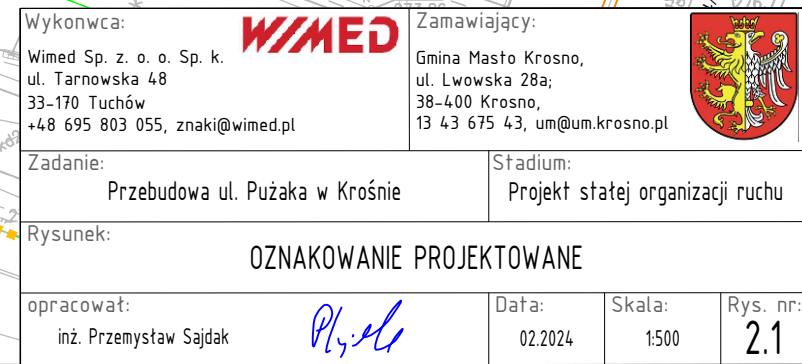 Wykonwca:
WIMED
Wimed Sp. z. o. o. Sp. k.
ul. Tarnowska 48
33-170 Tuchów
+48 695 803 055, znaki@wimed.pl
Zamawiający:
Gmina Masto Krosno,
ul. Lwowska 28a;
38-400 Krosno,
13 43 675 43, um@um.krosno.pl
Zadanie:
Przebudowa ul. Pużaka w Krośnie
Stadium:
Projekt stałej organizacji ruchu
Rysunek:
OZNAKOWANIE PROJEKTOWANE
opracował:
inż. Przemysław Sajdak
Data:
02.2024
Skala:
1:500
Rys. nr:
2.1